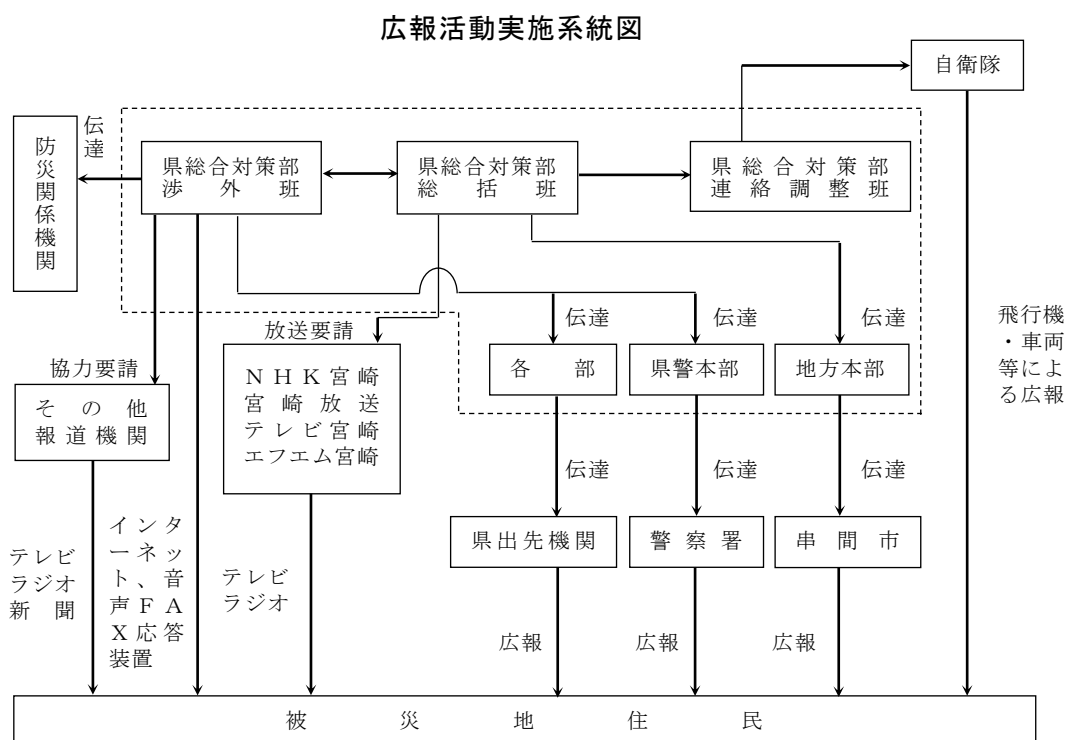 広報活動実施系統図
自衛隊
伝達
防災関係機関
県総合対策部
渉外班
県総合対策部
総括班
県総合対策部
連絡調整班
協力要請
放送要請
伝達
伝達
伝達
飛行機
・車両
等によ
る広報
その他
報道機関
NHK宮崎
宮崎放送
テレビ宮崎
エフエム宮崎
各部
県警本部
地方本部
伝達
伝達
伝達
県出先機関
警察署
串間市
テレビ
ラジオ
新聞
インタ
ーネッ
ト、音
声FA
X応答
装置
テレビ
ラジオ
広報
広報
広報
被災地住民